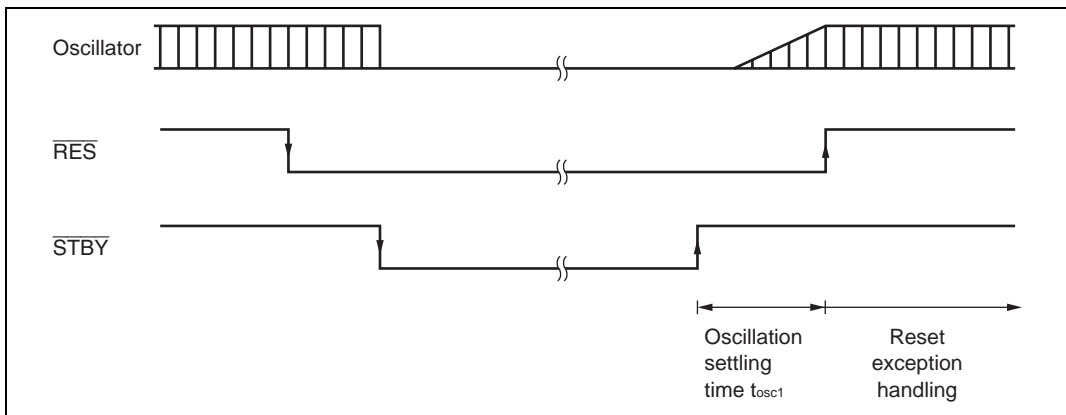 Oscillator
RES
STBY
Oscillation
settling
time tosc1
Reset
exception
handling